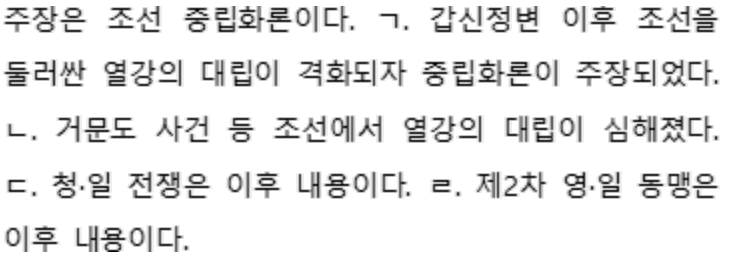 주장은 조선 중립화론이다. ㄱ. 갑신정변 이후 조선을
둘러싼 열강의 대립이 격화되자 중립화론이 주장되었다.
ㄴ. 거문도 사건 등 조선에서 열강의 대립이 심해졌다.
ㄷ. 청·일 전쟁은 이후 내용이다. ㄹ. 제2차 영·일 동맹은
이후 내용이다.